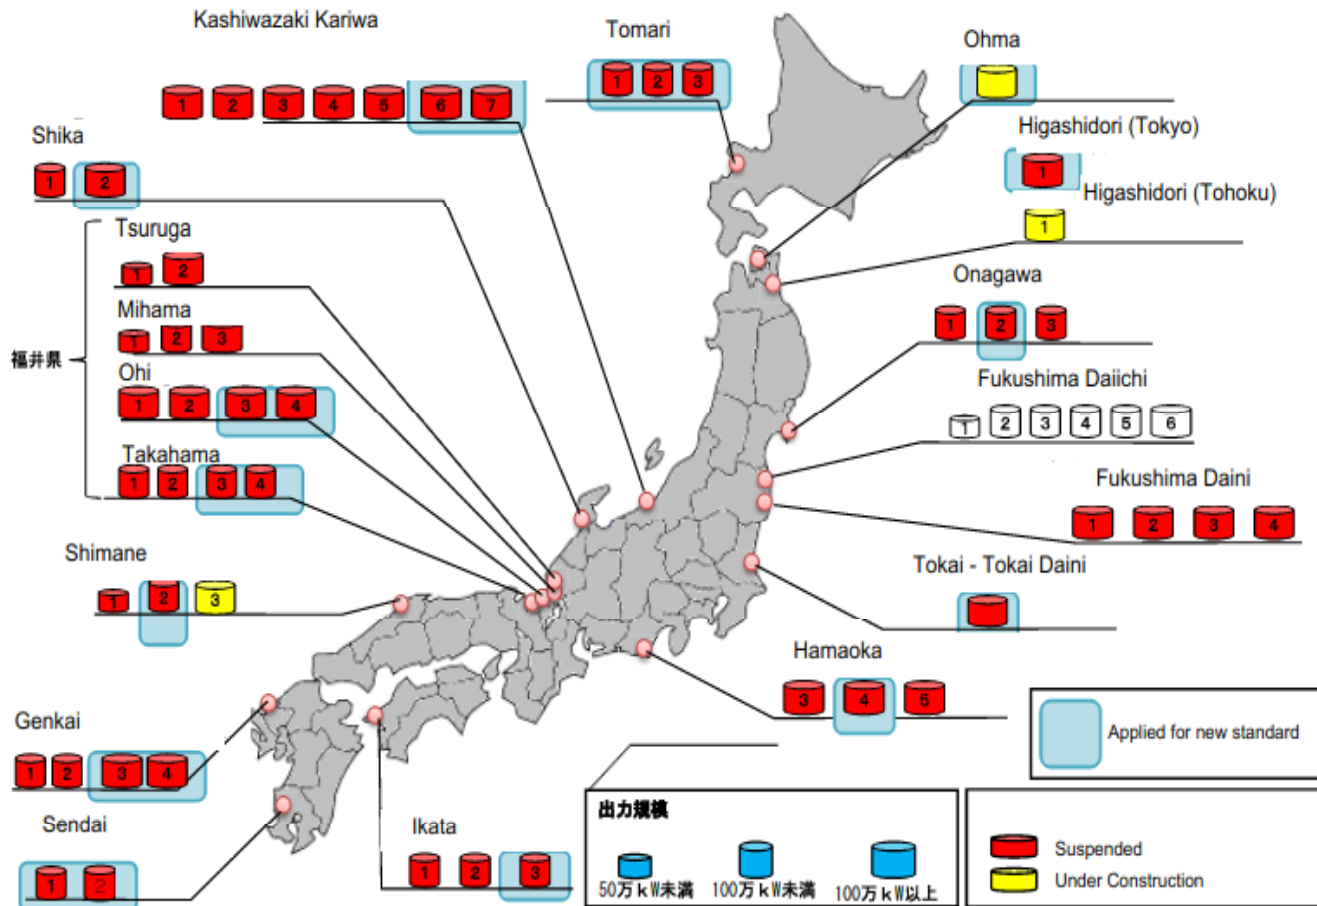 Kashiwazaki Kariwa
1 2 3 4 5 6 7
Tomari
1 2 3
Ohma
Higashidori (Tokyo)
1
Higashidori (Tohoku)
1
Shika
1 2
福井県
Tsuruga
1 2
Mihama
1 2 3
Ohi
1 2 3 4
Takahama
1 2 3 4
Onagawa
1 2 3
Fukushima Daiichi
1 2 3 4 5 6
Fukushima Daini
1 2 3 4
Shimane
1 2 3
Tokai - Tokai Daini
Hamaoka
3 4 5
Genkai
1 2 3 4
Sendai
1 2
Ikata
1 2 3
Applied for new standard
出力規模
50万kW未満 100万kW未満 100万kW以上
Suspended
Under Construction